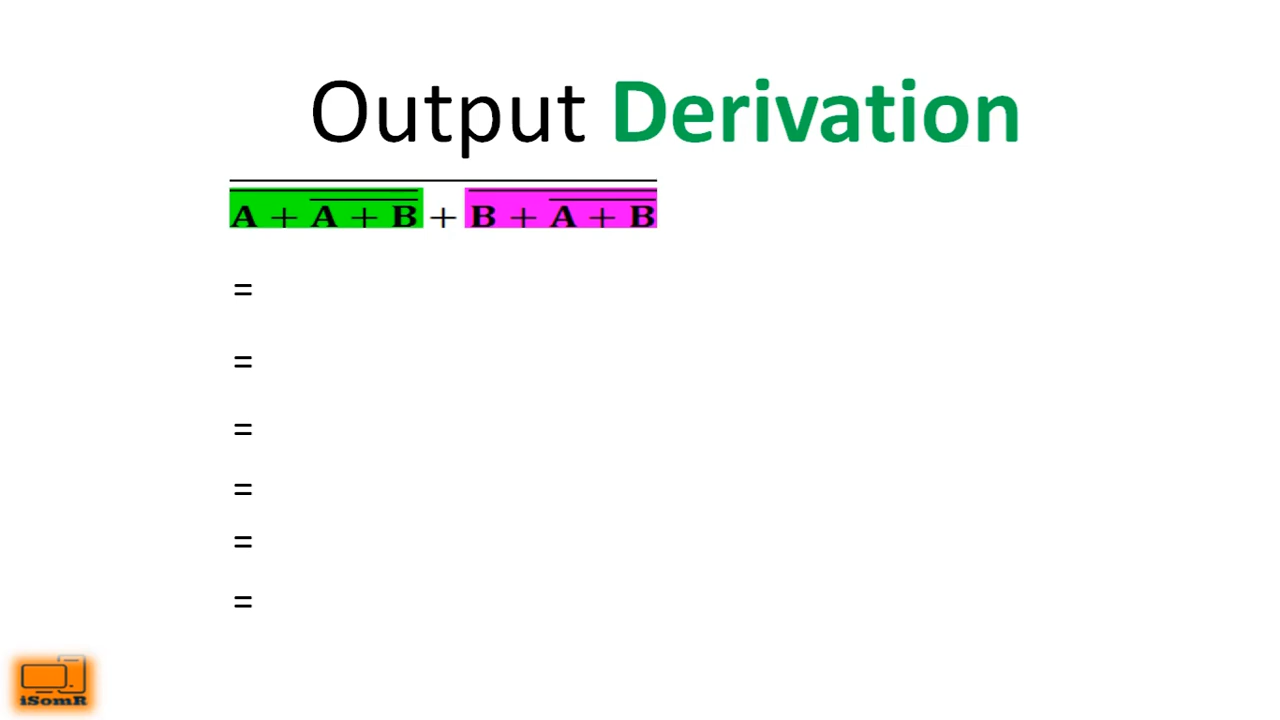 Output Derivation
A + A + B + B + A + B
=
=
=
=
=
=
iSomR